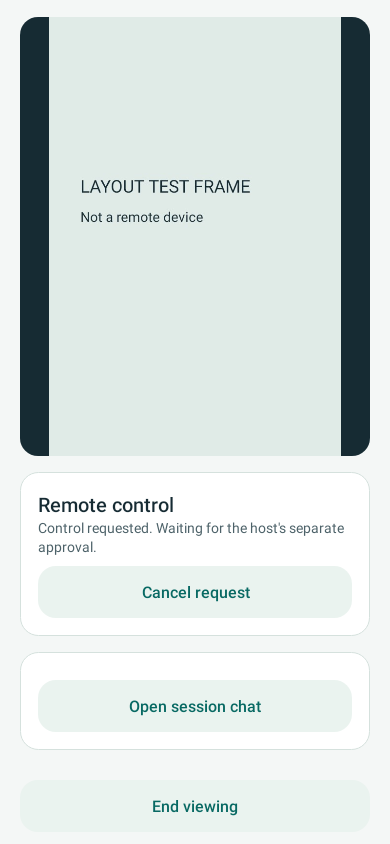 LAYOUT TEST FRAME
Not a remote device
Remote control
Control requested. Waiting for the host's separate
approval.
Cancel request
Open session chat
End viewing